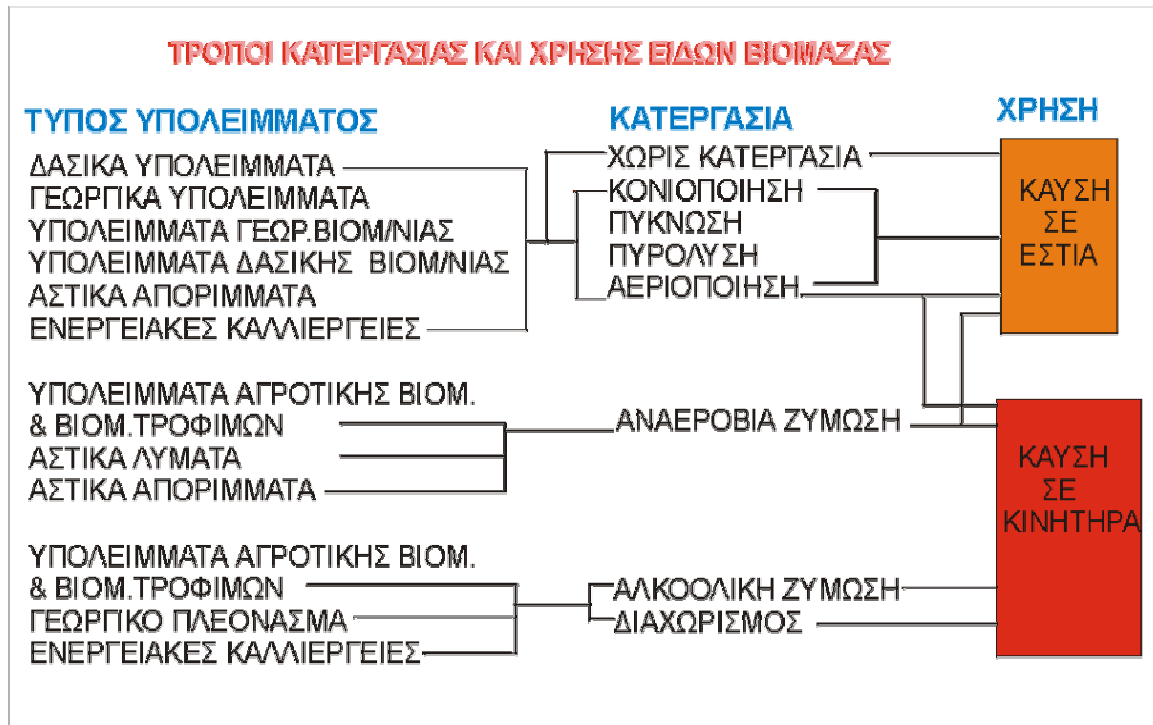 ΤΡΟΠΟΙ ΚΑΤΕΡΓΑΣΙΑΣ ΚΑΙ ΧΡΗΣΗΣ ΕΙΔΩΝ ΒΙΟΜΑΖΑΣ
ΤΥΠΟΣ ΥΠΟΛΕΙΜΜΑΤΟΣ
ΔΑΣΙΚΑ ΥΠΟΛΕΙΜΜΑΤΑ
ΓΕΩΡΓΙΚΑ ΥΠΟΛΕΙΜΜΑΤΑ
ΥΠΟΛΕΙΜΜΑΤΑ ΓΕΩΡ.ΒΙΟΜ/ΝΙΑΣ
ΥΠΟΛΕΙΜΜΑΤΑ ΔΑΣΙΚΗΣ ΒΙΟΜ/ΝΙΑΣ
ΑΣΤΙΚΑ ΑΠΟΡΙΜΜΑΤΑ
ΕΝΕΡΓΕΙΑΚΕΣ ΚΑΛΛΙΕΡΓΕΙΕΣ
ΥΠΟΛΕΙΜΜΑΤΑ ΑΓΡΟΤΙΚΗΣ ΒΙΟΜ.
& ΒΙΟΜ.ΤΡΟΦΙΜΩΝ
ΑΣΤΙΚΑ ΛΥΜΑΤΑ
ΑΣΤΙΚΑ ΑΠΟΡΙΜΜΑΤΑ
ΥΠΟΛΕΙΜΜΑΤΑ ΑΓΡΟΤΙΚΗΣ ΒΙΟΜ.
& ΒΙΟΜ.ΤΡΟΦΙΜΩΝ
ΓΕΩΡΓΙΚΟ ΠΛΕΟΝΑΣΜΑ
ΕΝΕΡΓΕΙΑΚΕΣ ΚΑΛΛΙΕΡΓΕΙΕΣ
ΚΑΤΕΡΓΑΣΙΑ
ΧΩΡΙΣ ΚΑΤΕΡΓΑΣΙΑ
ΚΟΝΙΟΠΟΙΗΣΗ
ΠΥΚΝΩΣΗ
ΠΥΡΟΛΥΣΗ
ΑΕΡΙΟΠΟΙΗΣΗ
ΑΝΑΕΡΟΒΙΑ ΖΥΜΩΣΗ
ΑΛΚΟΟΛΙΚΗ ΖΥΜΩΣΗ
ΔΙΑΧΩΡΙΣΜΟΣ
ΧΡΗΣΗ
ΚΑΥΣΗ
ΣΕ
ΕΣΤΙΑ
ΚΑΥΣΗ
ΣΕ
ΚΙΝΗΤΗΡΑ